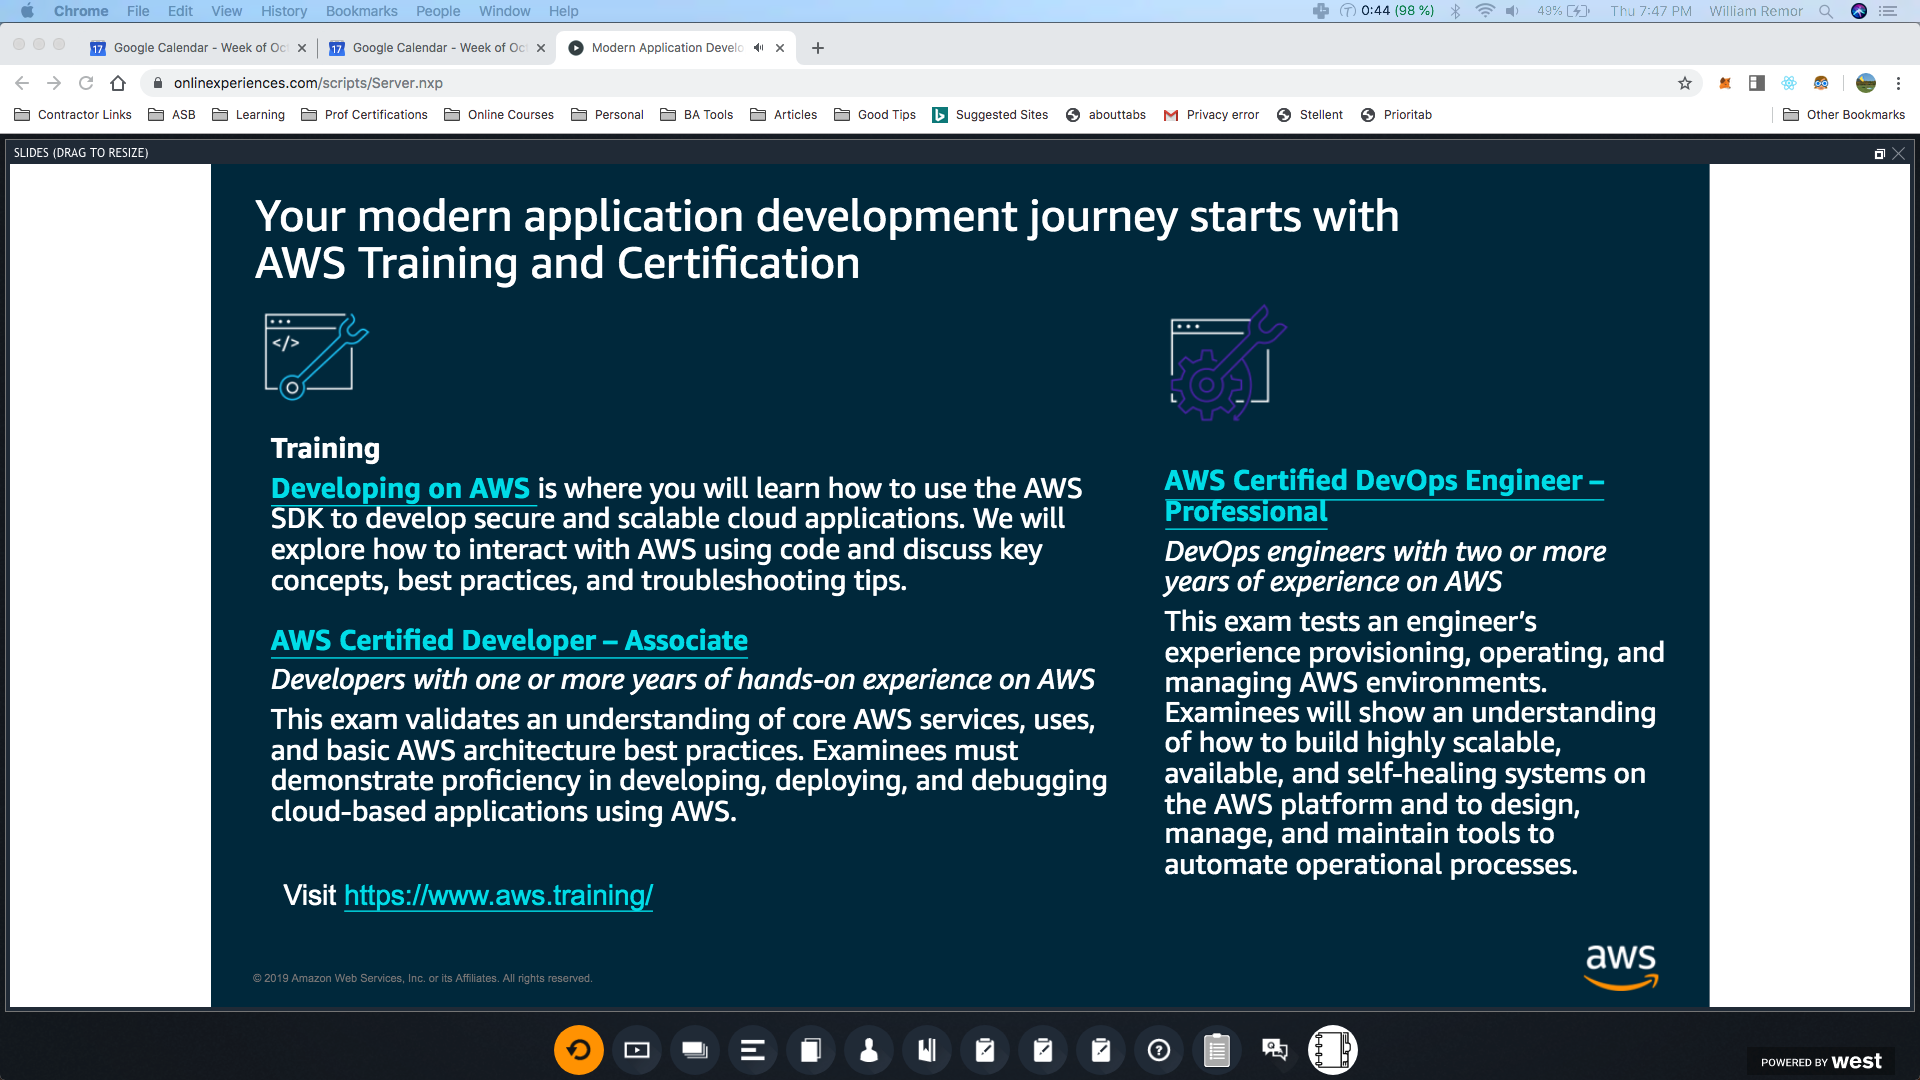 Chrome File Edit View History Bookmarks People Window Help 0:44 (98 %) 49% Thu 7:47 PM William Remor
17 Google Calendar - Week of Oct 17 Google Calendar - Week of Oct Modern Application Develo
onlinexperiences.com/scripts/Server.nxp
Contractor Links ASB Learning Prof Certifications Online Courses Personal BA Tools Articles Good Tips Suggested Sites abouttabs Privacy error Stellent Prioritab Other Bookmarks
SLIDES (DRAG TO RESIZE)
Your modern application development journey starts with
AWS Training and Certification
</>
Training
Developing on AWS is where you will learn how to use the AWS
SDK to develop secure and scalable cloud applications. We will
explore how to interact with AWS using code and discuss key
concepts, best practices, and troubleshooting tips.
AWS Certified Developer – Associate
Developers with one or more years of hands-on experience on AWS
This exam validates an understanding of core AWS services, uses,
and basic AWS architecture best practices. Examinees must
demonstrate proficiency in developing, deploying, and debugging
cloud-based applications using AWS.
Visit https://www.aws.training/
AWS Certified DevOps Engineer –
Professional
DevOps engineers with two or more
years of experience on AWS
This exam tests an engineer’s
experience provisioning, operating, and
managing AWS environments.
Examinees will show an understanding
of how to build highly scalable,
available, and self-healing systems on
the AWS platform and to design,
manage, and maintain tools to
automate operational processes.
© 2019 Amazon Web Services, Inc. or its Affiliates. All rights reserved.
aws
POWERED BY west